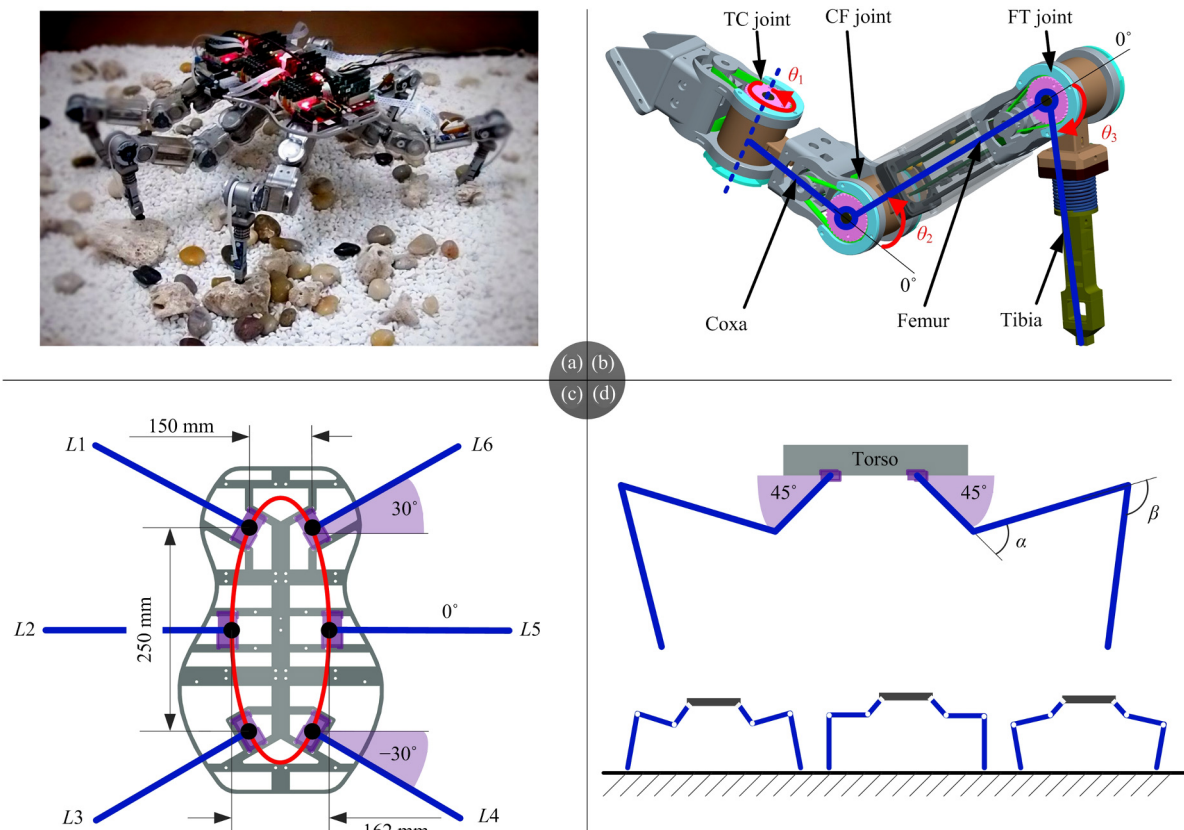 TC joint
CF joint
FT joint
0°
θ1
θ3
θ2
0°
Coxa
Femur
Tibia
(a) (b)
(c) (d)
150 mm
L1
L6
30°
250 mm
0°
L2
L5
−30°
L3
L4
162 mm
Torso
45°
45°
β
α